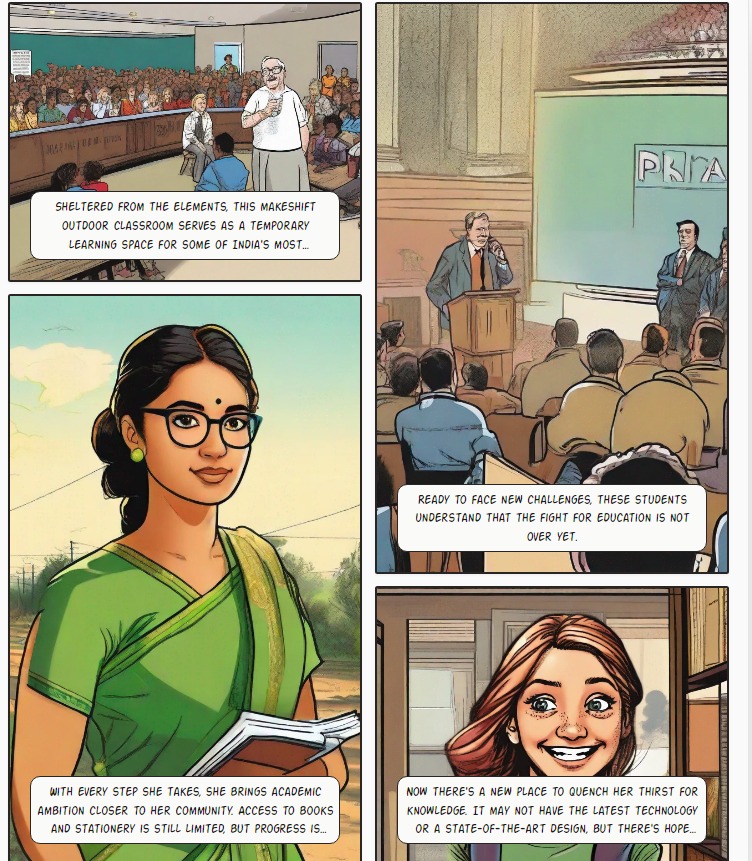 SHELTERED FROM THE ELEMENTS, THIS MAKESHIFT
OUTDOOR CLASSROOM SERVES AS A TEMPORARY
LEARNING SPACE FOR SOME OF INDIA'S MOST...
PKRA
READY TO FACE NEW CHALLENGES, THESE STUDENTS
UNDERSTAND THAT THE FIGHT FOR EDUCATION IS NOT
OVER YET.
WITH EVERY STEP SHE TAKES, SHE BRINGS ACADEMIC
AMBITION CLOSER TO HER COMMUNITY. ACCESS TO BOOKS
AND STATIONERY IS STILL LIMITED, BUT PROGRESS IS...
NOW THERE'S A NEW PLACE TO QUENCH HER THIRST FOR
KNOWLEDGE. IT MAY NOT HAVE THE LATEST TECHNOLOGY
OR A STATE-OF-THE-ART DESIGN, BUT THERE'S HOPE...